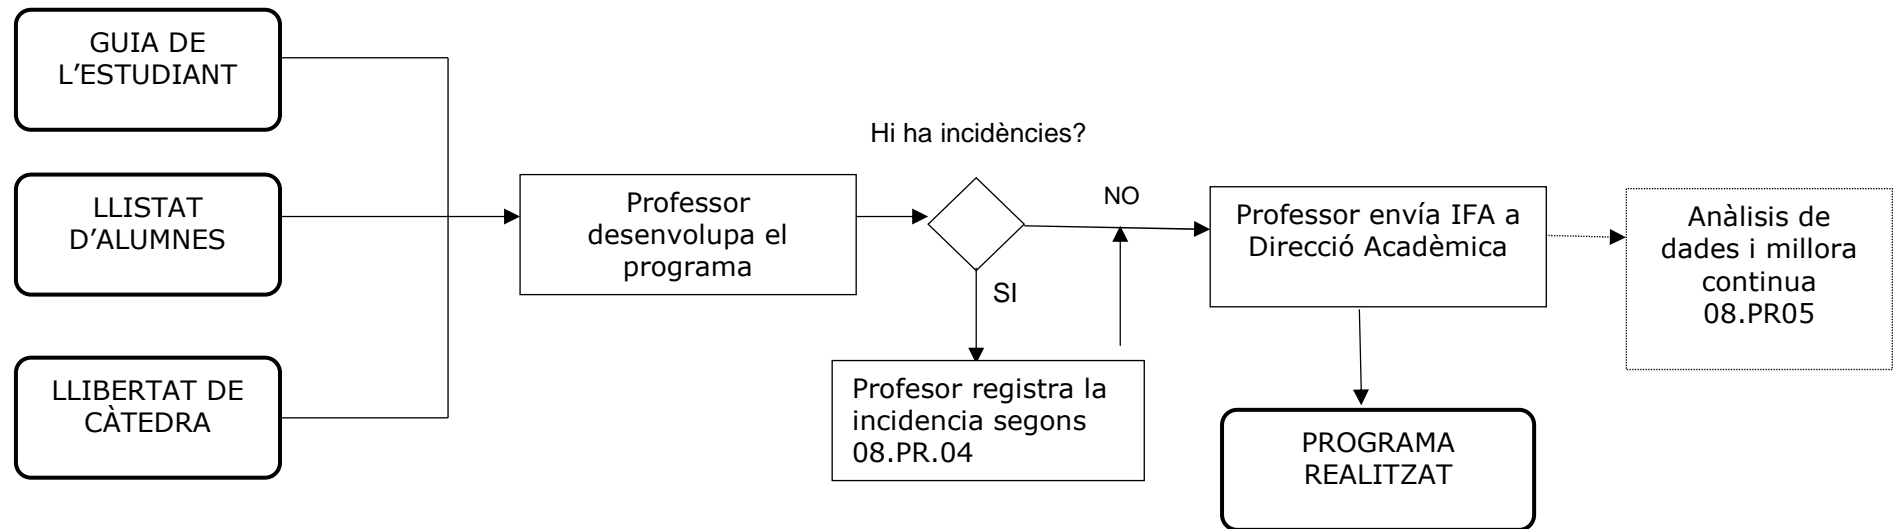 GUIA DE
L'ESTUDIANT
LLISTAT
D'ALUMNES
LLIBERTAT DE
CÀTEDRA
Professor
desenvolupa el
programa
Hi ha incidències?
NO
SI
Profesor registra la
incidencia segons
08.PR.04
Professor envía IFA a
Direcció Acadèmica
PROGRAMA
REALITZAT
Anàlisis de
dades i millora
continua
08.PR05